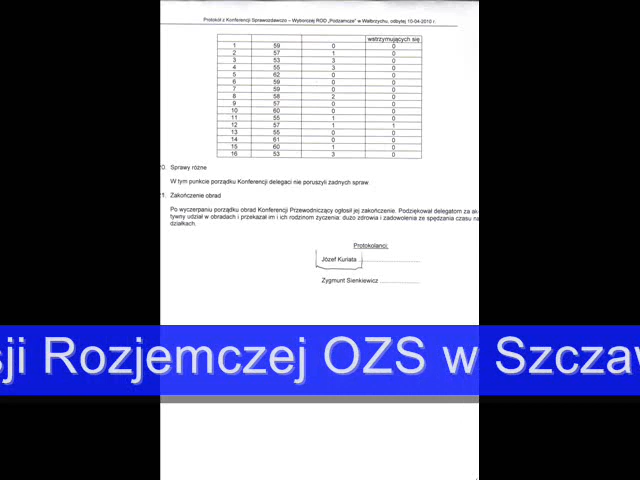 Protokół z Konferencji Sprawozdawczo – Wyborczej ROD „Podzamcze" w Wałbrzychu, odbytej 10-04-2010 r.
wstrzymujących się
1 59 0 0
2 57 1 0
3 53 3 0
4 55 3 0
5 62 0 0
6 59 0 0
7 59 0 0
8 58 2 0
9 57 0 0
10 60 0 0
11 55 1 0
12 57 1 1
13 55 0 0
14 61 0 0
15 60 1 0
16 53 3 0
0. Sprawy różne
W tym punkcie porządku Konferencji delegaci nie poruszyli żadnych spraw.
1. Zakończenie obrad
Po wyczerpaniu porządku obrad Konferencji Przewodniczący ogłosił jej zakończenie. Podziękował delegatom za ak
tywny udział w obradach i przekazał im i ich rodzinom życzenia: dużo zdrowia i zadowolenia ze spędzania czasu na
działkach.
Protokolanci:
Józef Kuriata
Zygmunt Sienkiewicz
sji Rozjemczej OZS w Szczaw